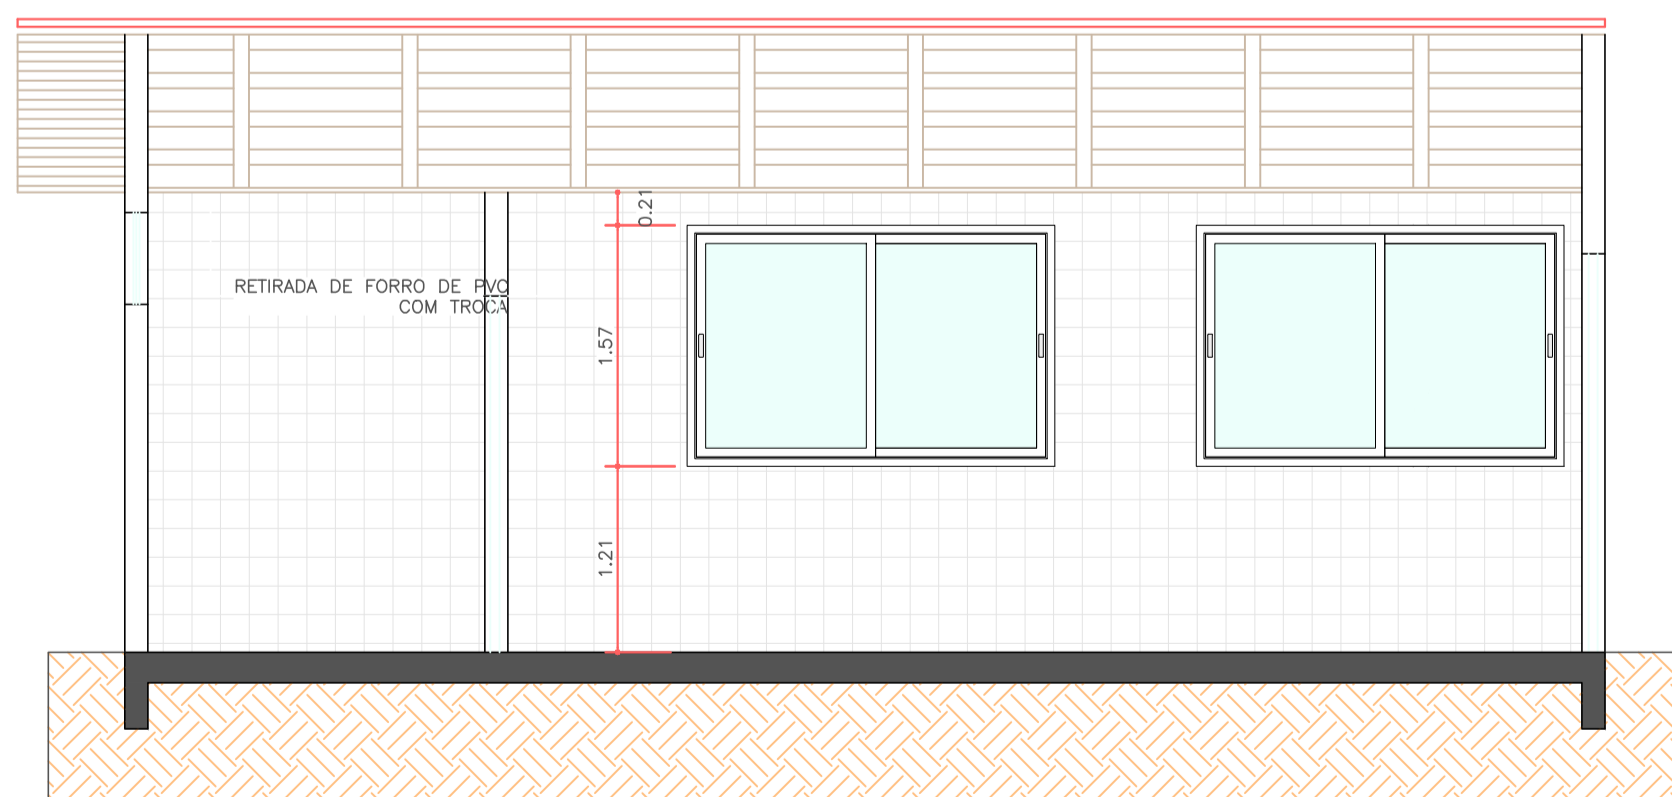 0.21
RETIRADA DE FORRO DE PVC
COM TROCA
1.57
1.21